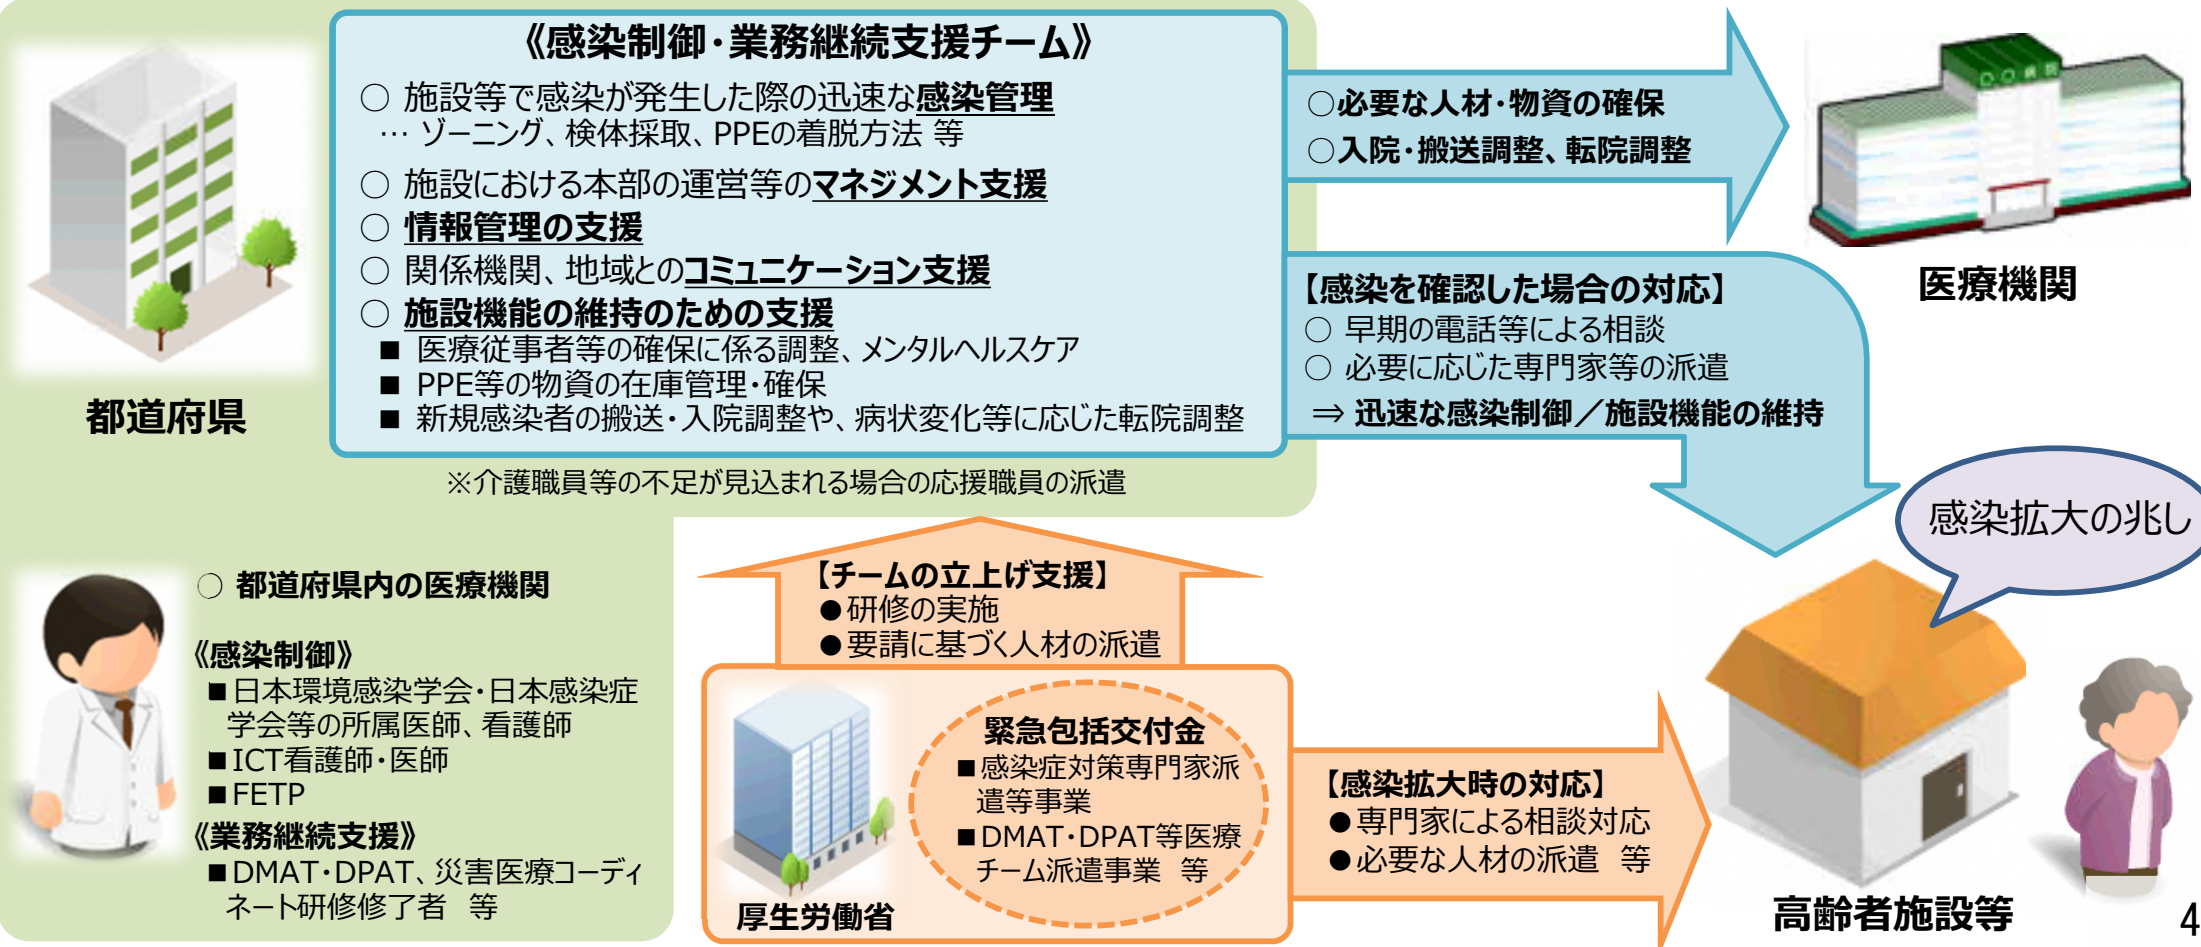 《感染制御・業務継続支援チーム》
○ 施設等で感染が発生した際の迅速な感染管理
… ゾーニング、検体採取、PPEの着脱方法 等
○ 施設における本部の運営等のマネジメント支援
○ 情報管理の支援
○ 関係機関、地域とのコミュニケーション支援
○ 施設機能の維持のための支援
■ 医療従事者等の確保に係る調整、メンタルヘルスケア
■ PPE等の物資の在庫管理・確保
■ 新規感染者の搬送・入院調整や、病状変化等に応じた転院調整
都道府県
※介護職員等の不足が見込まれる場合の応援職員の派遣
○必要な人材・物資の確保
○入院・搬送調整、転院調整
医療機関
【感染を確認した場合の対応】
○ 早期の電話等による相談
○ 必要に応じた専門家等の派遣
⇒ 迅速な感染制御／施設機能の維持
感染拡大の兆し
○ 都道府県内の医療機関
《感染制御》
■日本環境感染学会・日本感染症
学会等の所属医師、看護師
■ICT看護師・医師
■FETP
《業務継続支援》
■DMAT・DPAT、災害医療コーディ
ネート研修修了者 等
【チームの立上げ支援】
●研修の実施
●要請に基づく人材の派遣
緊急包括交付金
■感染症対策専門家派
遣等事業
■DMAT・DPAT等医療
チーム派遣事業 等
厚生労働省
【感染拡大時の対応】
●専門家による相談対応
●必要な人材の派遣 等
高齢者施設等
4